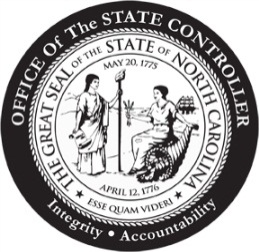 OFFICE Of The STATE CONTROLLER
THE GREAT SEAL OF THE STATE OF NORTH CAROLINA
MAY 20, 1775
APRIL 12, 1776
ESSE QUAM VIDERI
Integrity • Accountability